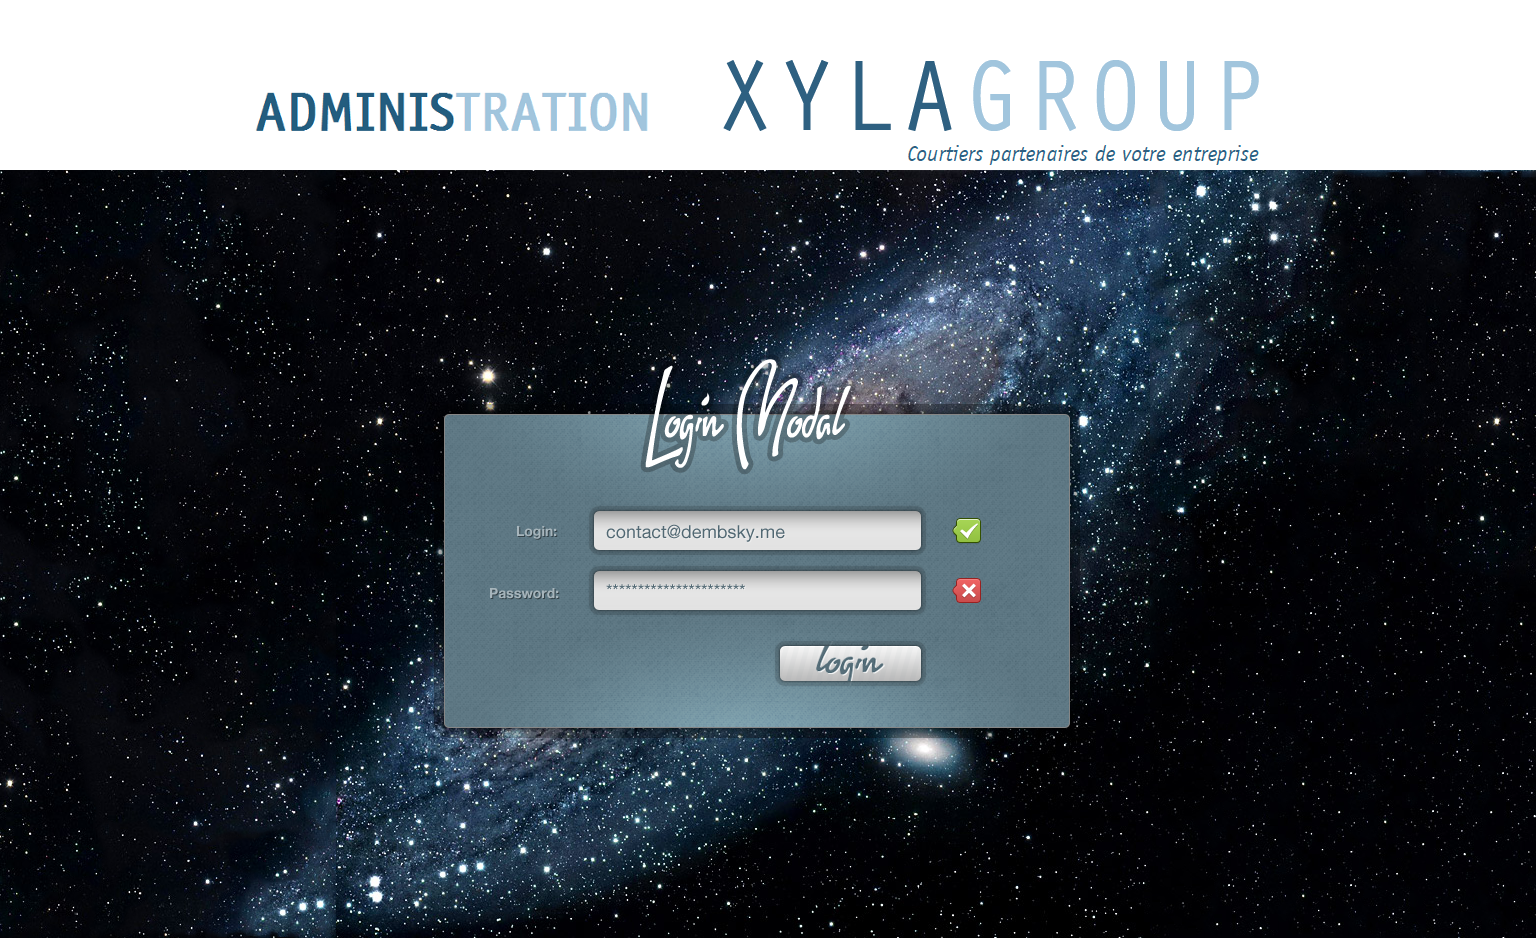 ADMINISTRATION
XYLAGROUP
Courtiers partenaires de votre entreprise
Login Modal
Login:
contact@dembsky.me
Password:
**********************
login